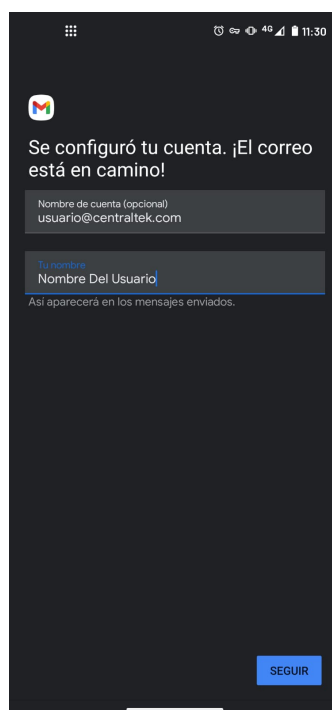 4G 11:30
Se configuró tu cuenta. ¡El correo
está en camino!
Nombre de cuenta (opcional)
usuario@centraltek.com
Tu nombre
Nombre Del Usuario
Así aparecerá en los mensajes enviados.
SEGUIR